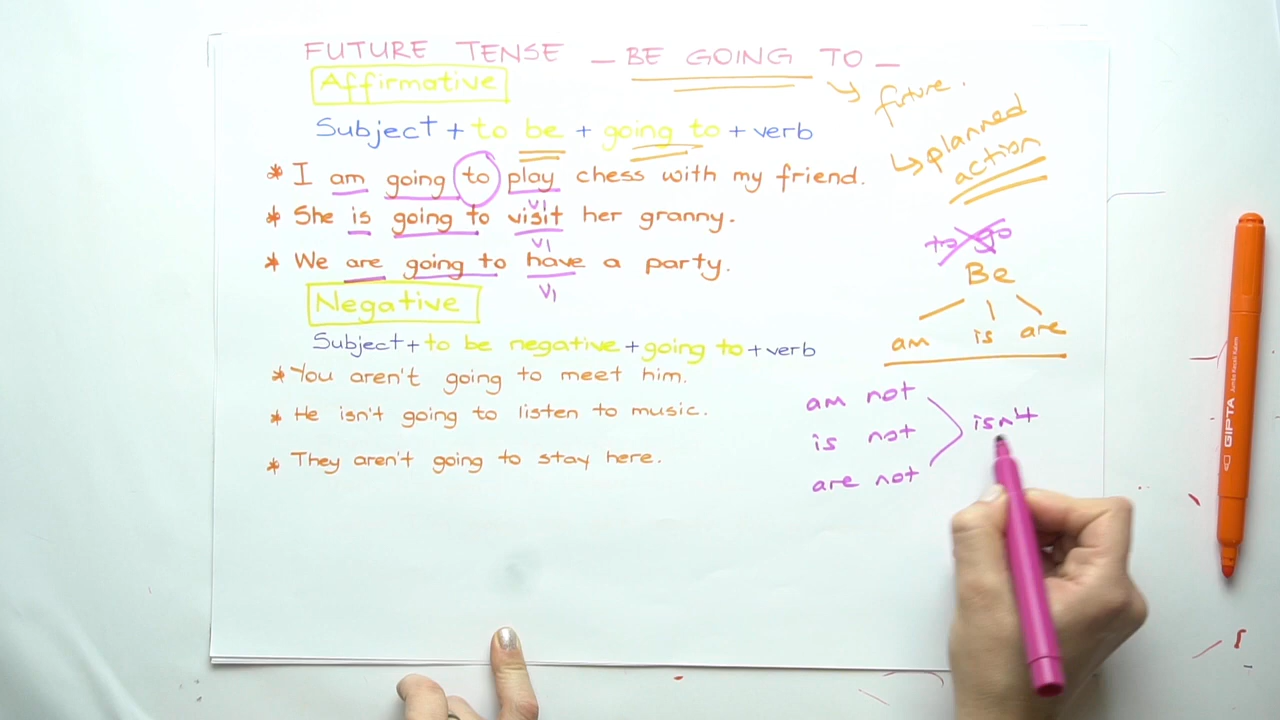 FUTURE TENSE _ BE GOING TO _
Affirmative
future.
Subject + to be + going to + verb
planned
action
* I am going to play chess with my friend.
V1
* She is going to visit her granny.
V1
* We are going to have a party.
V1
to go
Be
am is are
Negative
Subject + to be negative + going to + verb
* You aren't going to meet him.
am not
* He isn't going to listen to music.
is not
isn't
* They aren't going to stay here.
are not
GIPTA